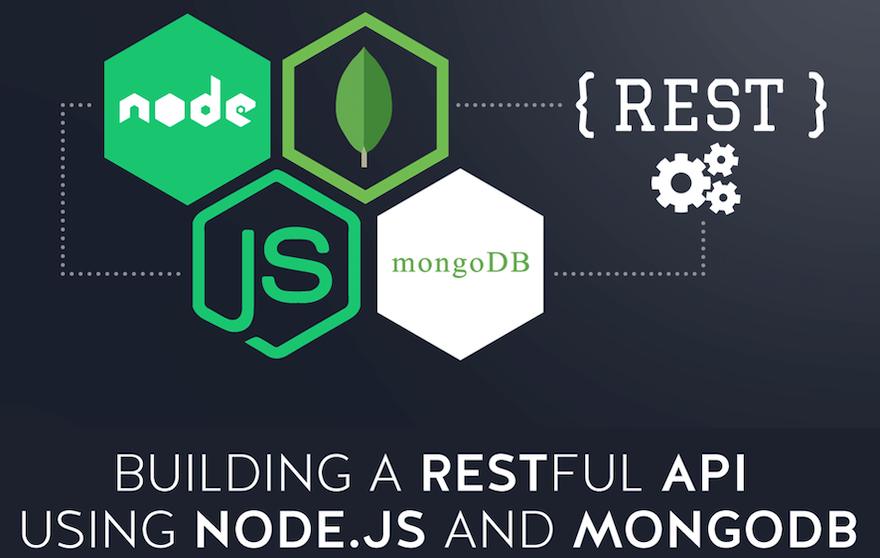 node
{ REST }
JS
mongoDB
BUILDING A RESTFUL API
USING NODE.JS AND MONGODB